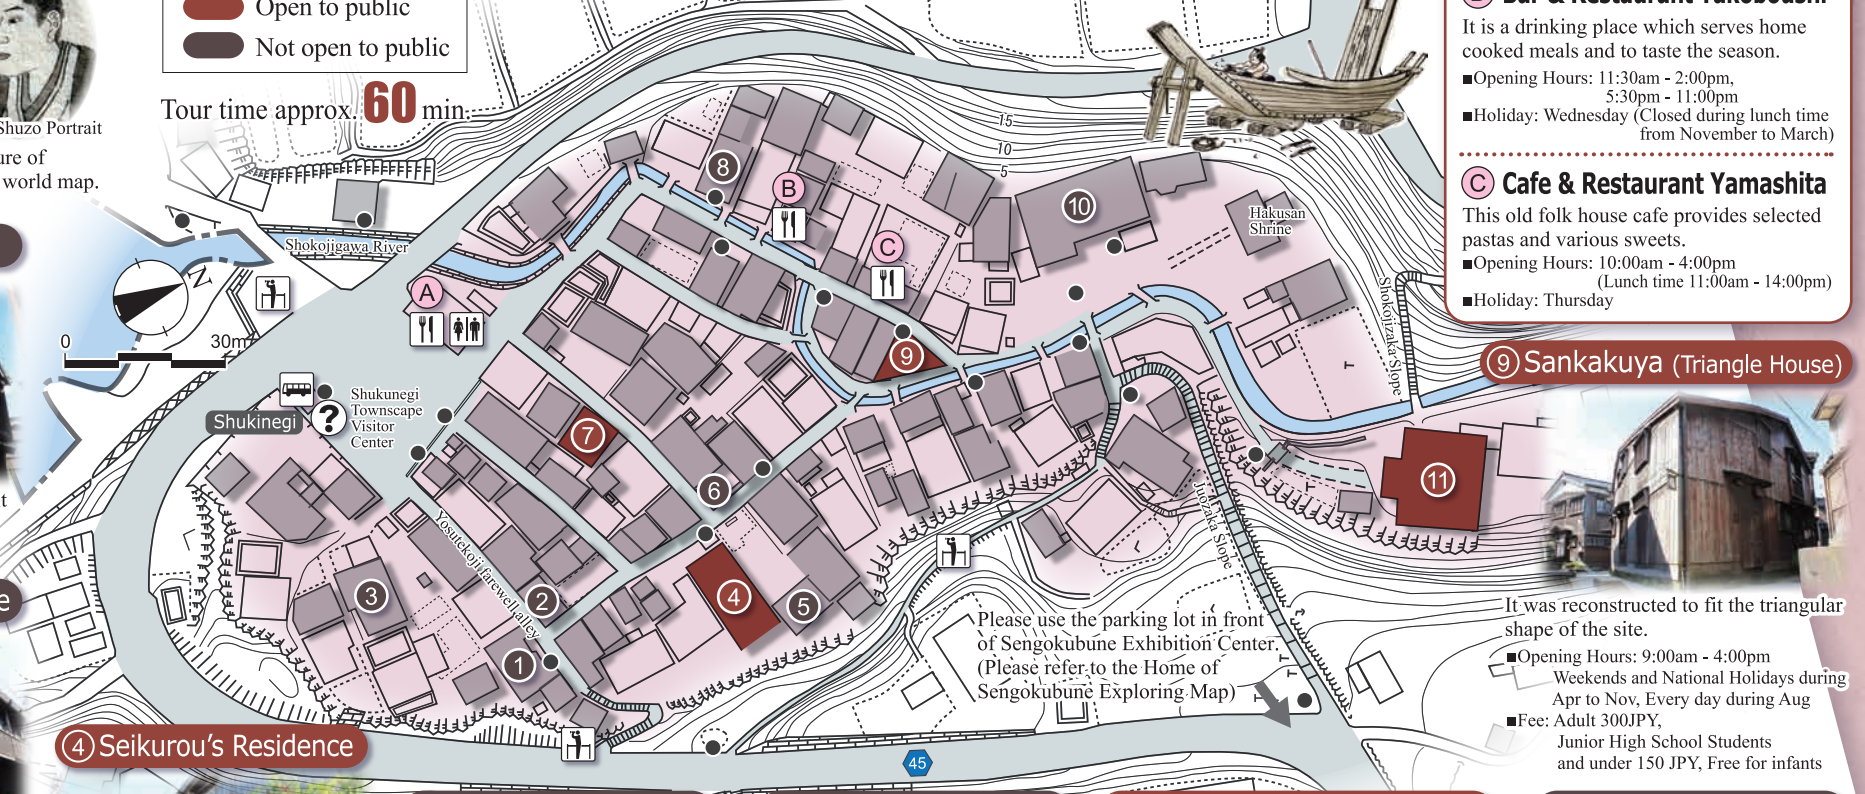 Open to public
Not open to public
Tour time approx. 60 min.
Shuzo Portrait
ure of
world map.
Shokojigawa River
N
0 30m
A
B
C
Shukinegi
?
Shukunegi
Townscape
Visitor
Center
15
10
5
Hakusan
Shrine
Shokojizaka Slope
Juozaka Slope
Yosutekoji farewell alley
1
2
3
4
5
6
7
8
9
10
11
45
Please use the parking lot in front
of Sengokubune Exhibition Center.
(Please refer to the Home of
Sengokubune Exploring Map)
④ Seikurou's Residence
It is a drinking place which serves home
cooked meals and to taste the season.
■Opening Hours: 11:30am - 2:00pm,
5:30pm - 11:00pm
■Holiday: Wednesday (Closed during lunch time
from November to March)
C Cafe & Restaurant Yamashita
This old folk house cafe provides selected
pastas and various sweets.
■Opening Hours: 10:00am - 4:00pm
(Lunch time 11:00am - 14:00pm)
■Holiday: Thursday
⑨ Sankakuya (Triangle House)
It was reconstructed to fit the triangular
shape of the site.
■Opening Hours: 9:00am - 4:00pm
Weekends and National Holidays during
Apr to Nov, Every day during Aug
■Fee: Adult 300JPY,
Junior High School Students
and under 150 JPY, Free for infants